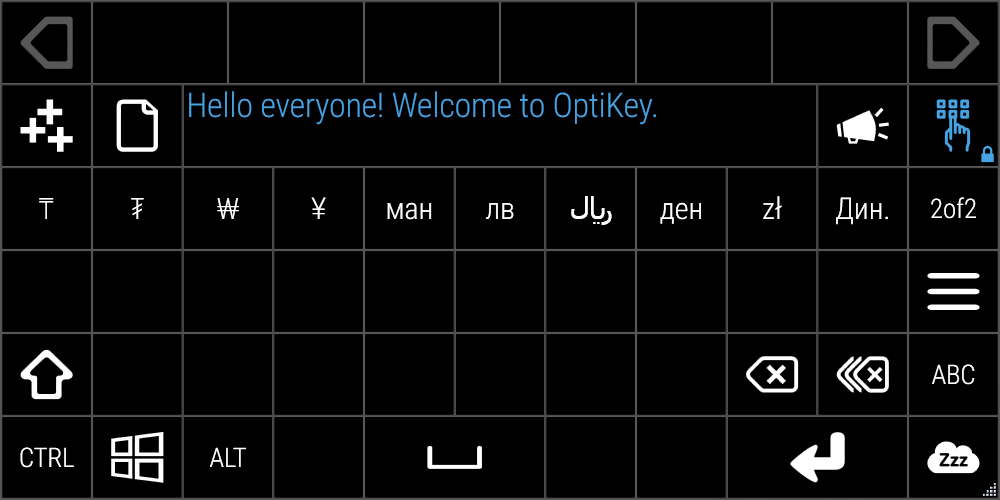 Hello everyone! Welcome to OptiKey.
₸ ₮ ₩ ¥ ман лв ریال ден zł Дин. 2of2
ABC
CTRL ALT Zzz